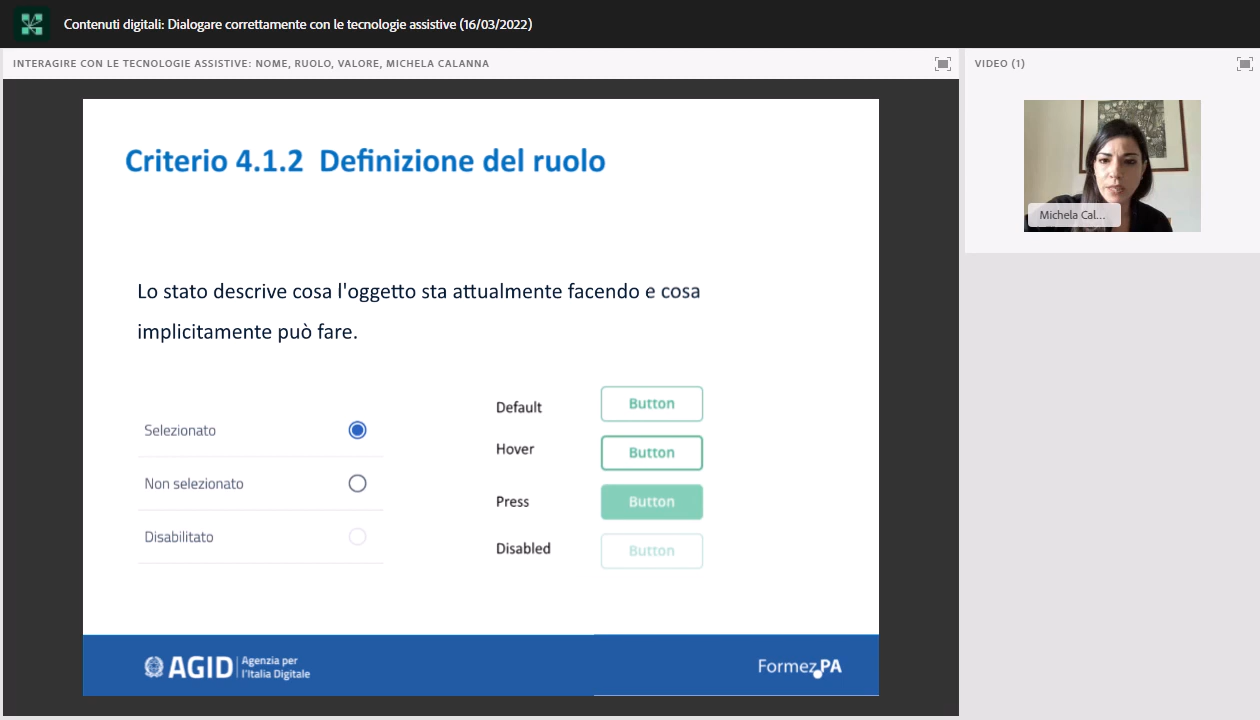 Contenuti digitali: Dialogare correttamente con le tecnologie assistive (16/03/2022)
INTERAGIRE CON LE TECNOLOGIE ASSISTIVE: NOME, RUOLO, VALORE, MICHELA CALANNA
VIDEO (1)
Michela Cal...
Criterio 4.1.2 Definizione del ruolo
Lo stato descrive cosa l'oggetto sta attualmente facendo e cosa
implicitamente può fare.
Selezionato
Non selezionato
Disabilitato
Default Button
Hover Button
Press Button
Disabled Button
AGID Agenzia per
l'Italia Digitale
FormezPA